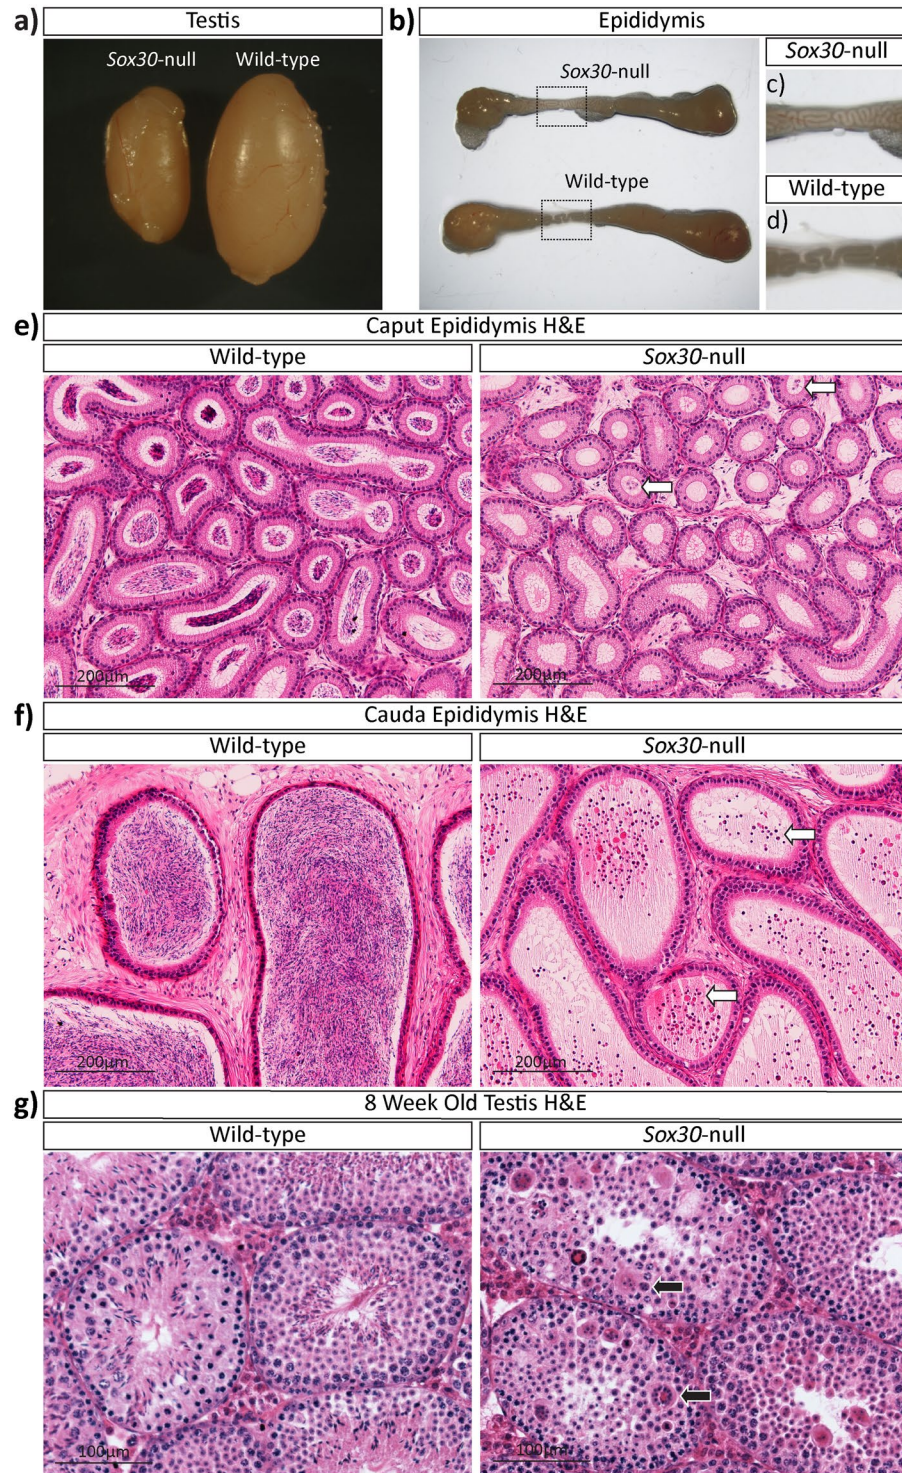 a) Testis
Sox30-null Wild-type
b) Epididymis
Sox30-null
Wild-type
Sox30-null
c)
Wild-type
d)
e) Caput Epididymis H&E
Wild-type Sox30-null
200µm
f) Cauda Epididymis H&E
Wild-type Sox30-null
200µm 200µm
g) 8 Week Old Testis H&E
Wild-type Sox30-null
100µm 100µm